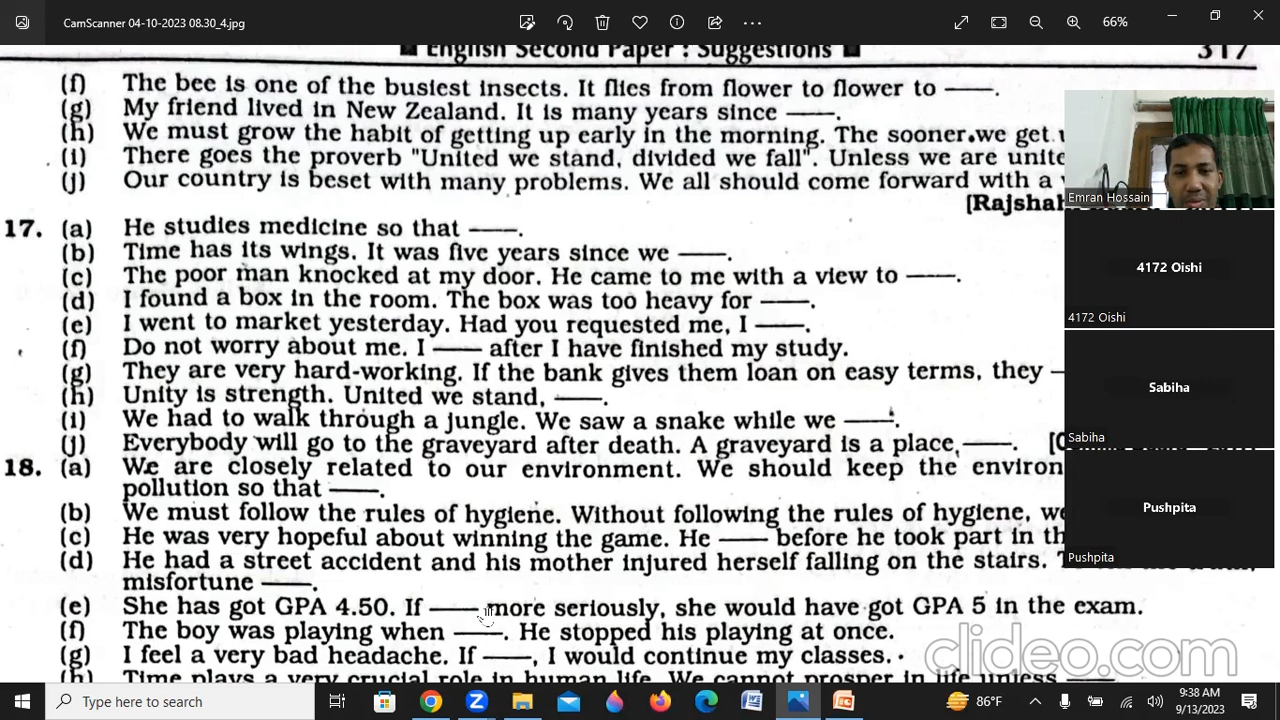 CamScanner 04-10-2023 08.30_4.jpg
66%
English Second Paper : Suggestions 317
(f) The bee is one of the busiest insects. It flies from flower to flower to ——.
(g) My friend lived in New Zealand. It is many years since ——.
(h) We must grow the habit of getting up early in the morning. The sooner we get
(i) There goes the proverb "United we stand, divided we fall". Unless we are unite
(j) Our country is beset with many problems. We all should come forward with a
[Rajshah
Emran Hossain
17. (a) He studies medicine so that ——.
(b) Time has its wings. It was five years since we ——.
(c) The poor man knocked at my door. He came to me with a view to ——.
(d) I found a box in the room. The box was too heavy for ——.
(e) I went to market yesterday. Had you requested me, I ——.
(f) Do not worry about me. I —— after I have finished my study.
(g) They are very hard-working. If the bank gives them loan on easy terms, they —
(h) Unity is strength. United we stand, ——.
(i) We had to walk through a jungle. We saw a snake while we ——.
(j) Everybody will go to the graveyard after death. A graveyard is a place, ——.
18. (a) We are closely related to our environment. We should keep the environ
pollution so that ——.
(b) We must follow the rules of hygiene. Without following the rules of hygiene, we
(c) He was very hopeful about winning the game. He —— before he took part in th
(d) He had a street accident and his mother injured herself falling on the stairs.
misfortune ——.
(e) She has got GPA 4.50. If —— more seriously, she would have got GPA 5 in the exam.
(f) The boy was playing when ——. He stopped his playing at once.
(g) I feel a very bad headache. If ——, I would continue my classes.
(h) Time plays a very crucial role in human life. We cannot prosper in life unless ——
4172 Oishi
4172 Oishi
Sabiha
Sabiha
Pushpita
Pushpita
clideo.com
Type here to search
86°F
9:38 AM
9/13/2023